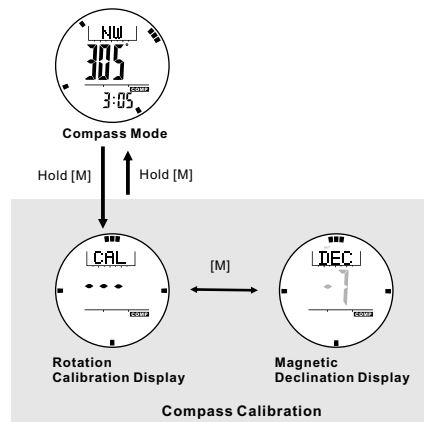 NW
305°
COMP
3:05
Compass Mode
Hold [M]
Hold [M]
CAL
---
COMP
[M]
DEC
-7
COMP
Rotation
Calibration Display
Magnetic
Declination Display
Compass Calibration